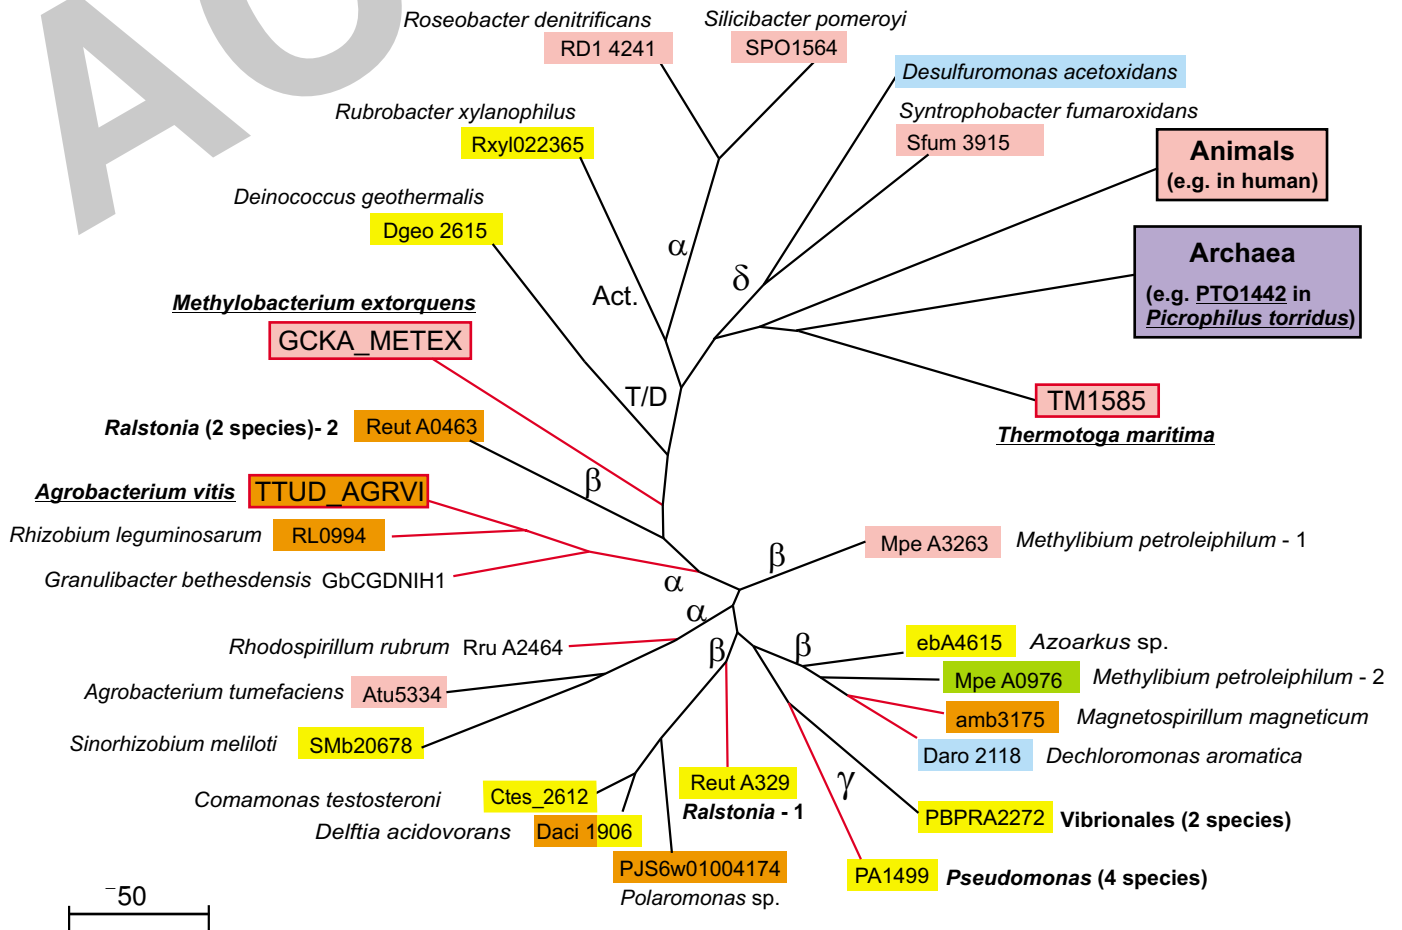 Roseobacter denitrificans
RD1 4241
Silicibacter pomeroyi
SPO1564
Desulfuromonas acetoxidans
Syntrophobacter fumaroxidans
Sfum 3915
Rubrobacter xylanophilus
Rxyl022365
Animals
(e.g. in human)
Deinococcus geothermalis
Dgeo 2615
α
δ
Act.
Archaea
(e.g. PTO1442 in
Picrophilus torridus)
Methylobacterium extorquens
GCKA_METEX
T/D
TM1585
Thermotoga maritima
Ralstonia (2 species)- 2 Reut A0463
β
Agrobacterium vitis TTUD_AGRVI
Rhizobium leguminosarum RL0994
Granulibacter bethesdensis GbCGDNIH1
α
β
Mpe A3263 Methylibium petroleiphilum - 1
α
Rhodospirillum rubrum Rru A2464
β
β
ebA4615 Azoarkus sp.
Agrobacterium tumefaciens Atu5334
Mpe A0976 Methylibium petroleiphilum - 2
amb3175 Magnetospirillum magneticum
Sinorhizobium meliloti SMb20678
Daro 2118 Dechloromonas aromatica
Comamonas testosteroni Ctes_2612
Reut A329
Ralstonia - 1
γ
PBPRA2272 Vibrionales (2 species)
Delftia acidovorans Daci 1906
PJS6w01004174
Polaromonas sp.
PA1499 Pseudomonas (4 species)
‾50